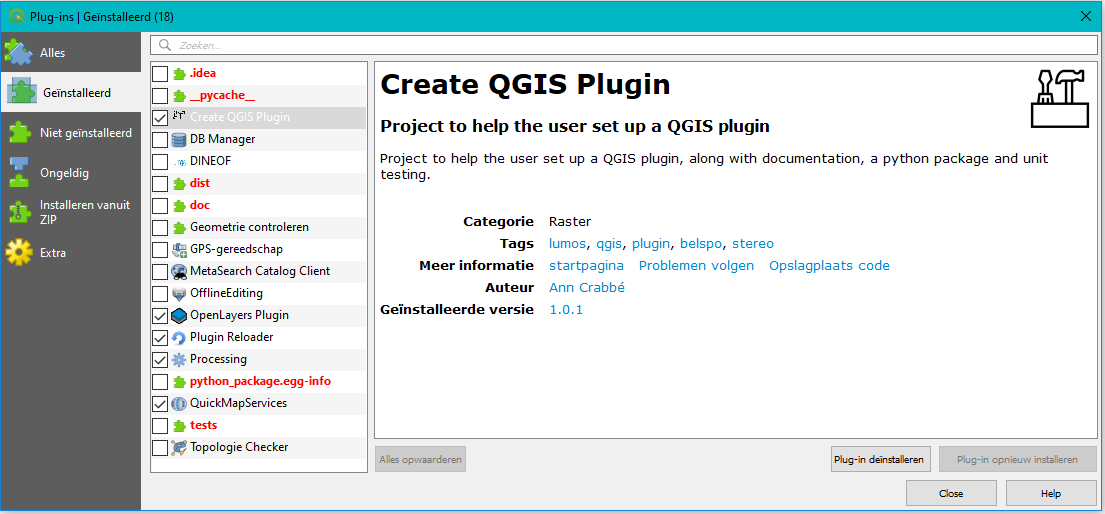 Plug-ins | Geïnstalleerd (18)
Alles
Geïnstalleerd
Niet geïnstalleerd
Ongeldig
Installeren vanuit
ZIP
Extra
Zoeken...
.idea
__pycache__
Create QGIS Plugin
DB Manager
DINEOF
dist
doc
Geometrie controleren
GPS-gereedschap
MetaSearch Catalog Client
OfflineEditing
OpenLayers Plugin
Plugin Reloader
Processing
python_package.egg-info
QuickMapServices
tests
Topologie Checker
Create QGIS Plugin
Project to help the user set up a QGIS plugin
Project to help the user set up a QGIS plugin, along with documentation, a python package and unit
testing.
Categorie Raster
Tags lumos, qgis, plugin, belspo, stereo
Meer informatie startpagina Problemen volgen Opslagplaats code
Auteur Ann Crabbé
Geïnstalleerde versie 1.0.1
Alles opwaarderen
Plug-in deïnstalleren
Plug-in opnieuw installeren
Close
Help